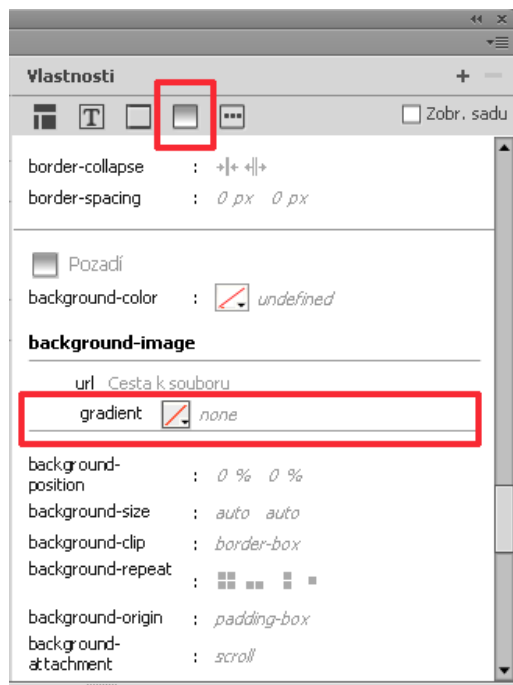 Vlastnosti
T Zobr. sadu
border-collapse :
border-spacing : 0 px 0 px
Pozadí
background-color : undefined
background-image
url Cesta k souboru
gradient none
background-
position : 0 % 0 %
background-size : auto auto
background-clip : border-box
background-repeat :
background-origin : padding-box
background-
attachment : scroll